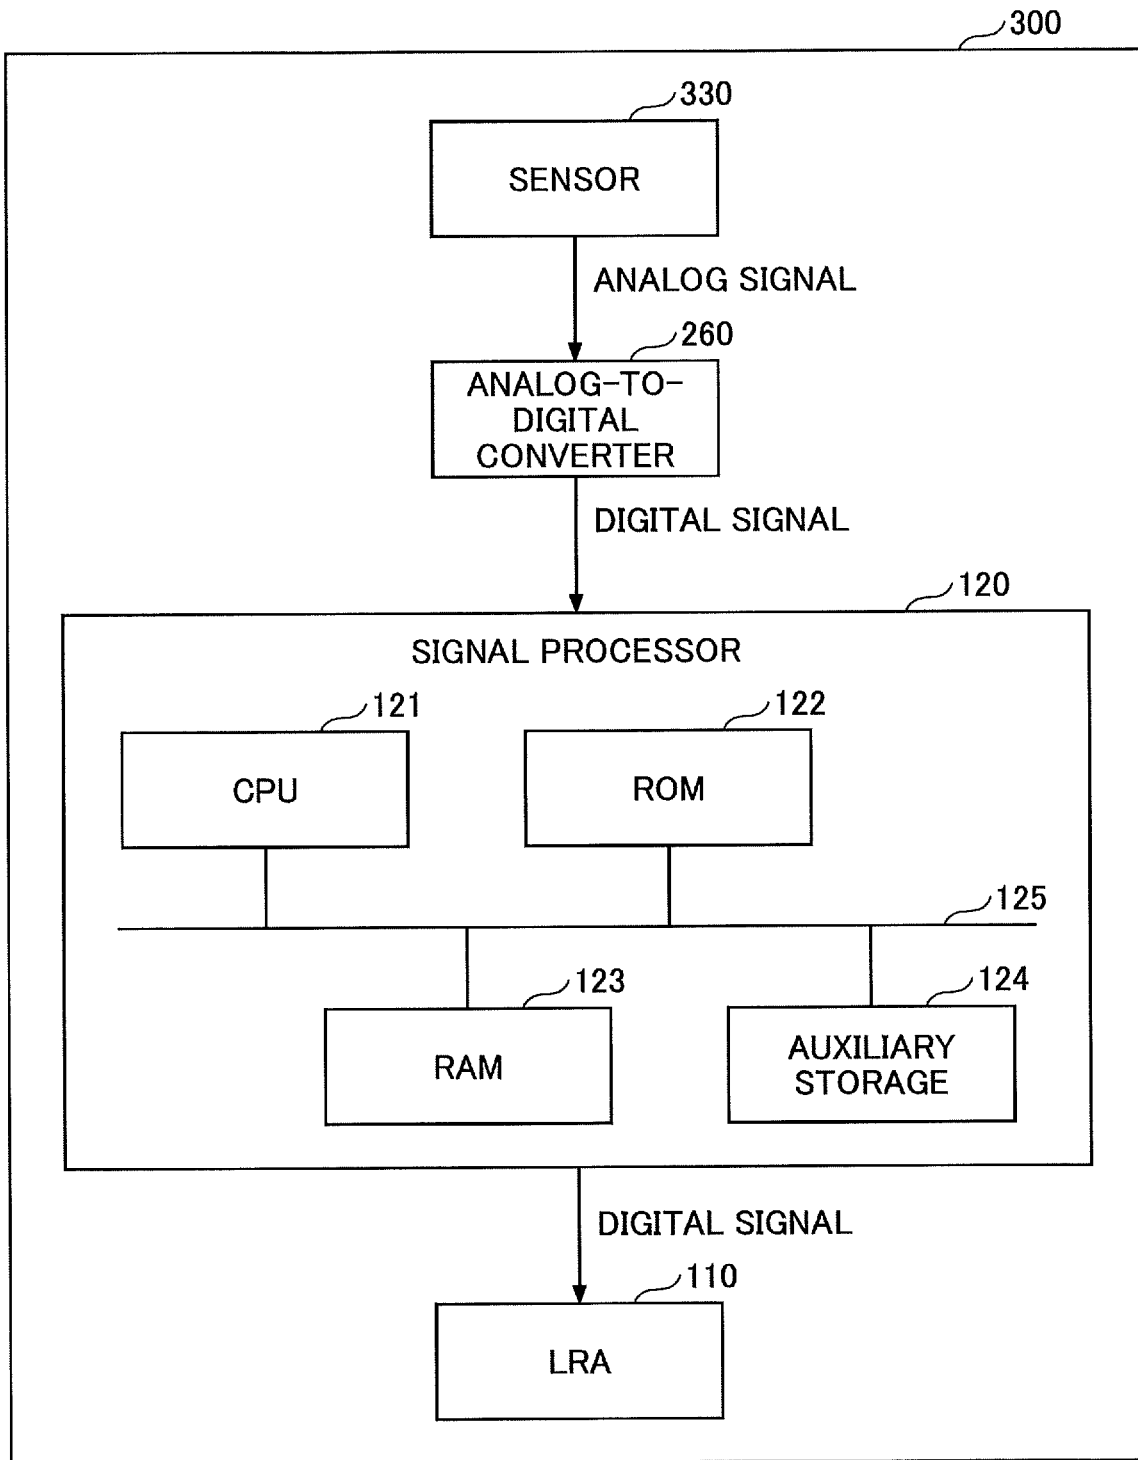 300
330
SENSOR
ANALOG SIGNAL
260
ANALOG-TO-
DIGITAL
CONVERTER
DIGITAL SIGNAL
120
SIGNAL PROCESSOR
121
122
CPU
ROM
125
123
124
RAM
AUXILIARY
STORAGE
DIGITAL SIGNAL
110
LRA